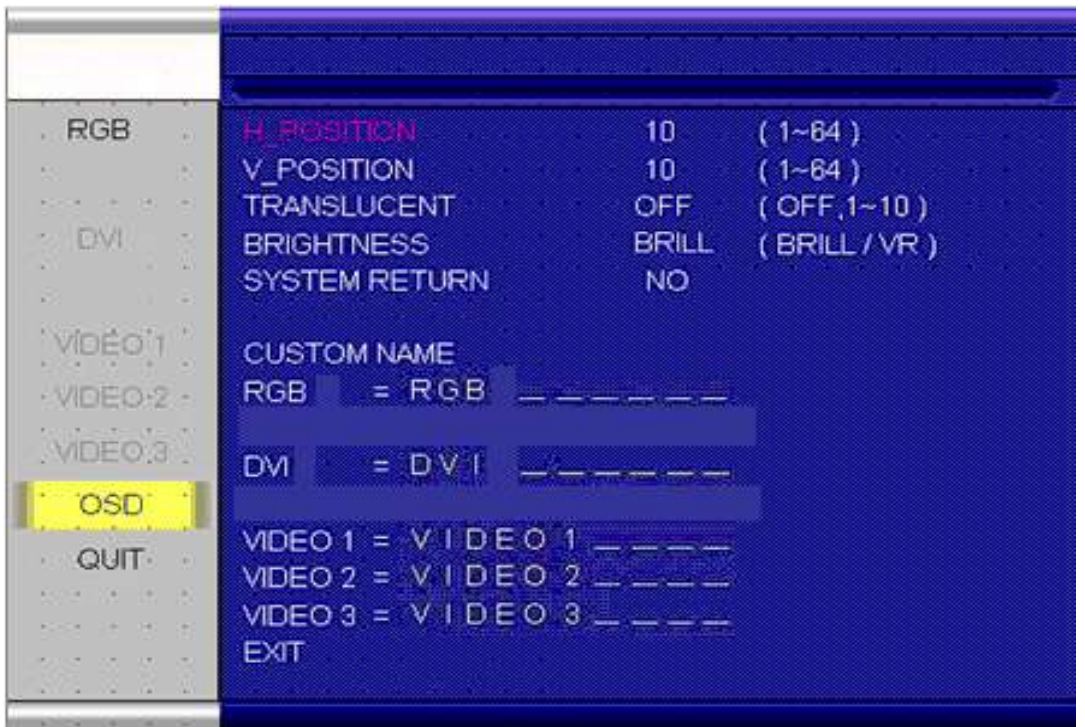 RGB
DVI
VIDEO 1
VIDEO 2
VIDEO 3
OSD
QUIT
H_POSITION 10 ( 1~64 )
V_POSITION 10 ( 1~64 )
TRANSLUCENT OFF ( OFF,1~10 )
BRIGHTNESS BRILL ( BRILL / VR )
SYSTEM RETURN NO
CUSTOM NAME
RGB = RGB _ _ _ _ _ _
DVI = DVI _ _ _ _ _ _
VIDEO 1 = VIDEO 1 _ _ _ _
VIDEO 2 = VIDEO 2 _ _ _ _
VIDEO 3 = VIDEO 3 _ _ _ _
EXIT